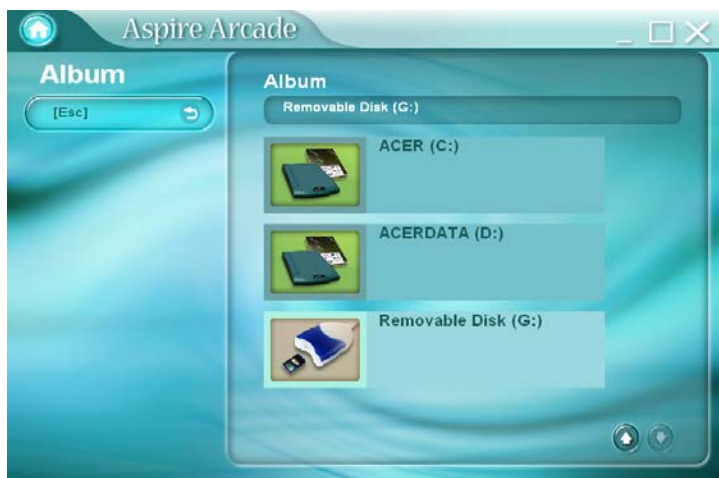 Aspire Arcade
Album
[Esc]
Album
Removable Disk (G:)
ACER (C:)
ACERDATA (D:)
Removable Disk (G:)